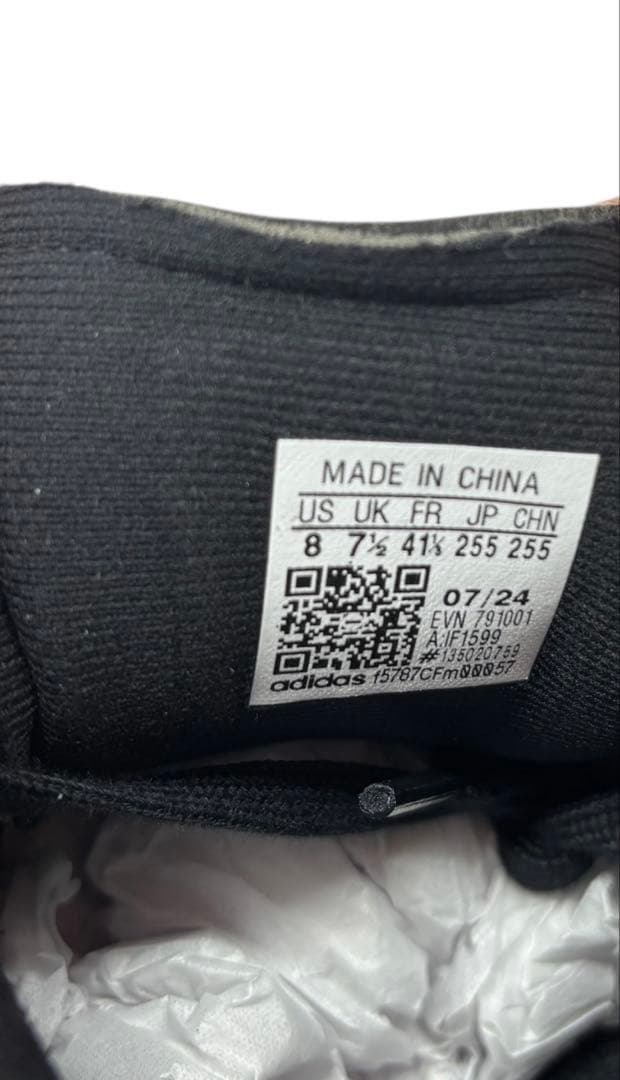 MADE IN CHINA
US UK FR JP CHN
8 7½ 41⅓ 255 255
07/24
EVN 791001
A:IF1599
#135020759
adidas f5787CFm00057